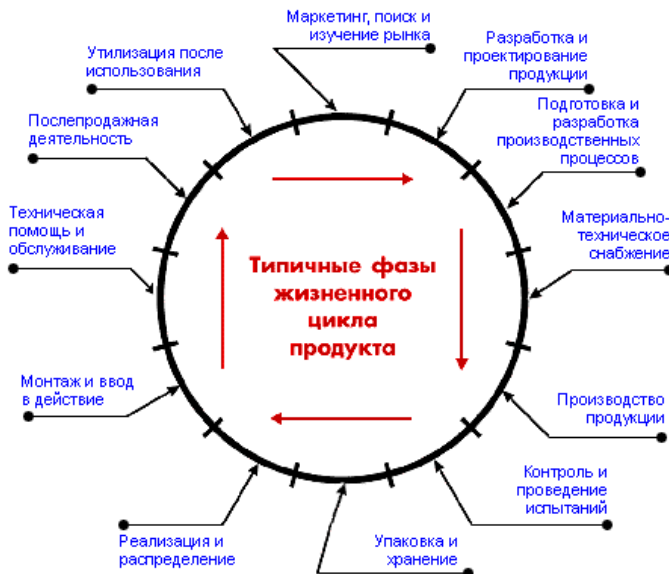 Маркетинг, поиск и
изучение рынка
Разработка и
проектирование
продукции
Подготовка и
разработка
производственных
процессов
Материально-
техническое
снабжение
Производство
продукции
Контроль и
проведение
испытаний
Упаковка и
хранение
Реализация и
распределение
Монтаж и ввод
в действие
Техническая
помощь и
обслуживание
Послепродажная
деятельность
Утилизация после
использования
Типичные фазы
жизненного
цикла
продукта